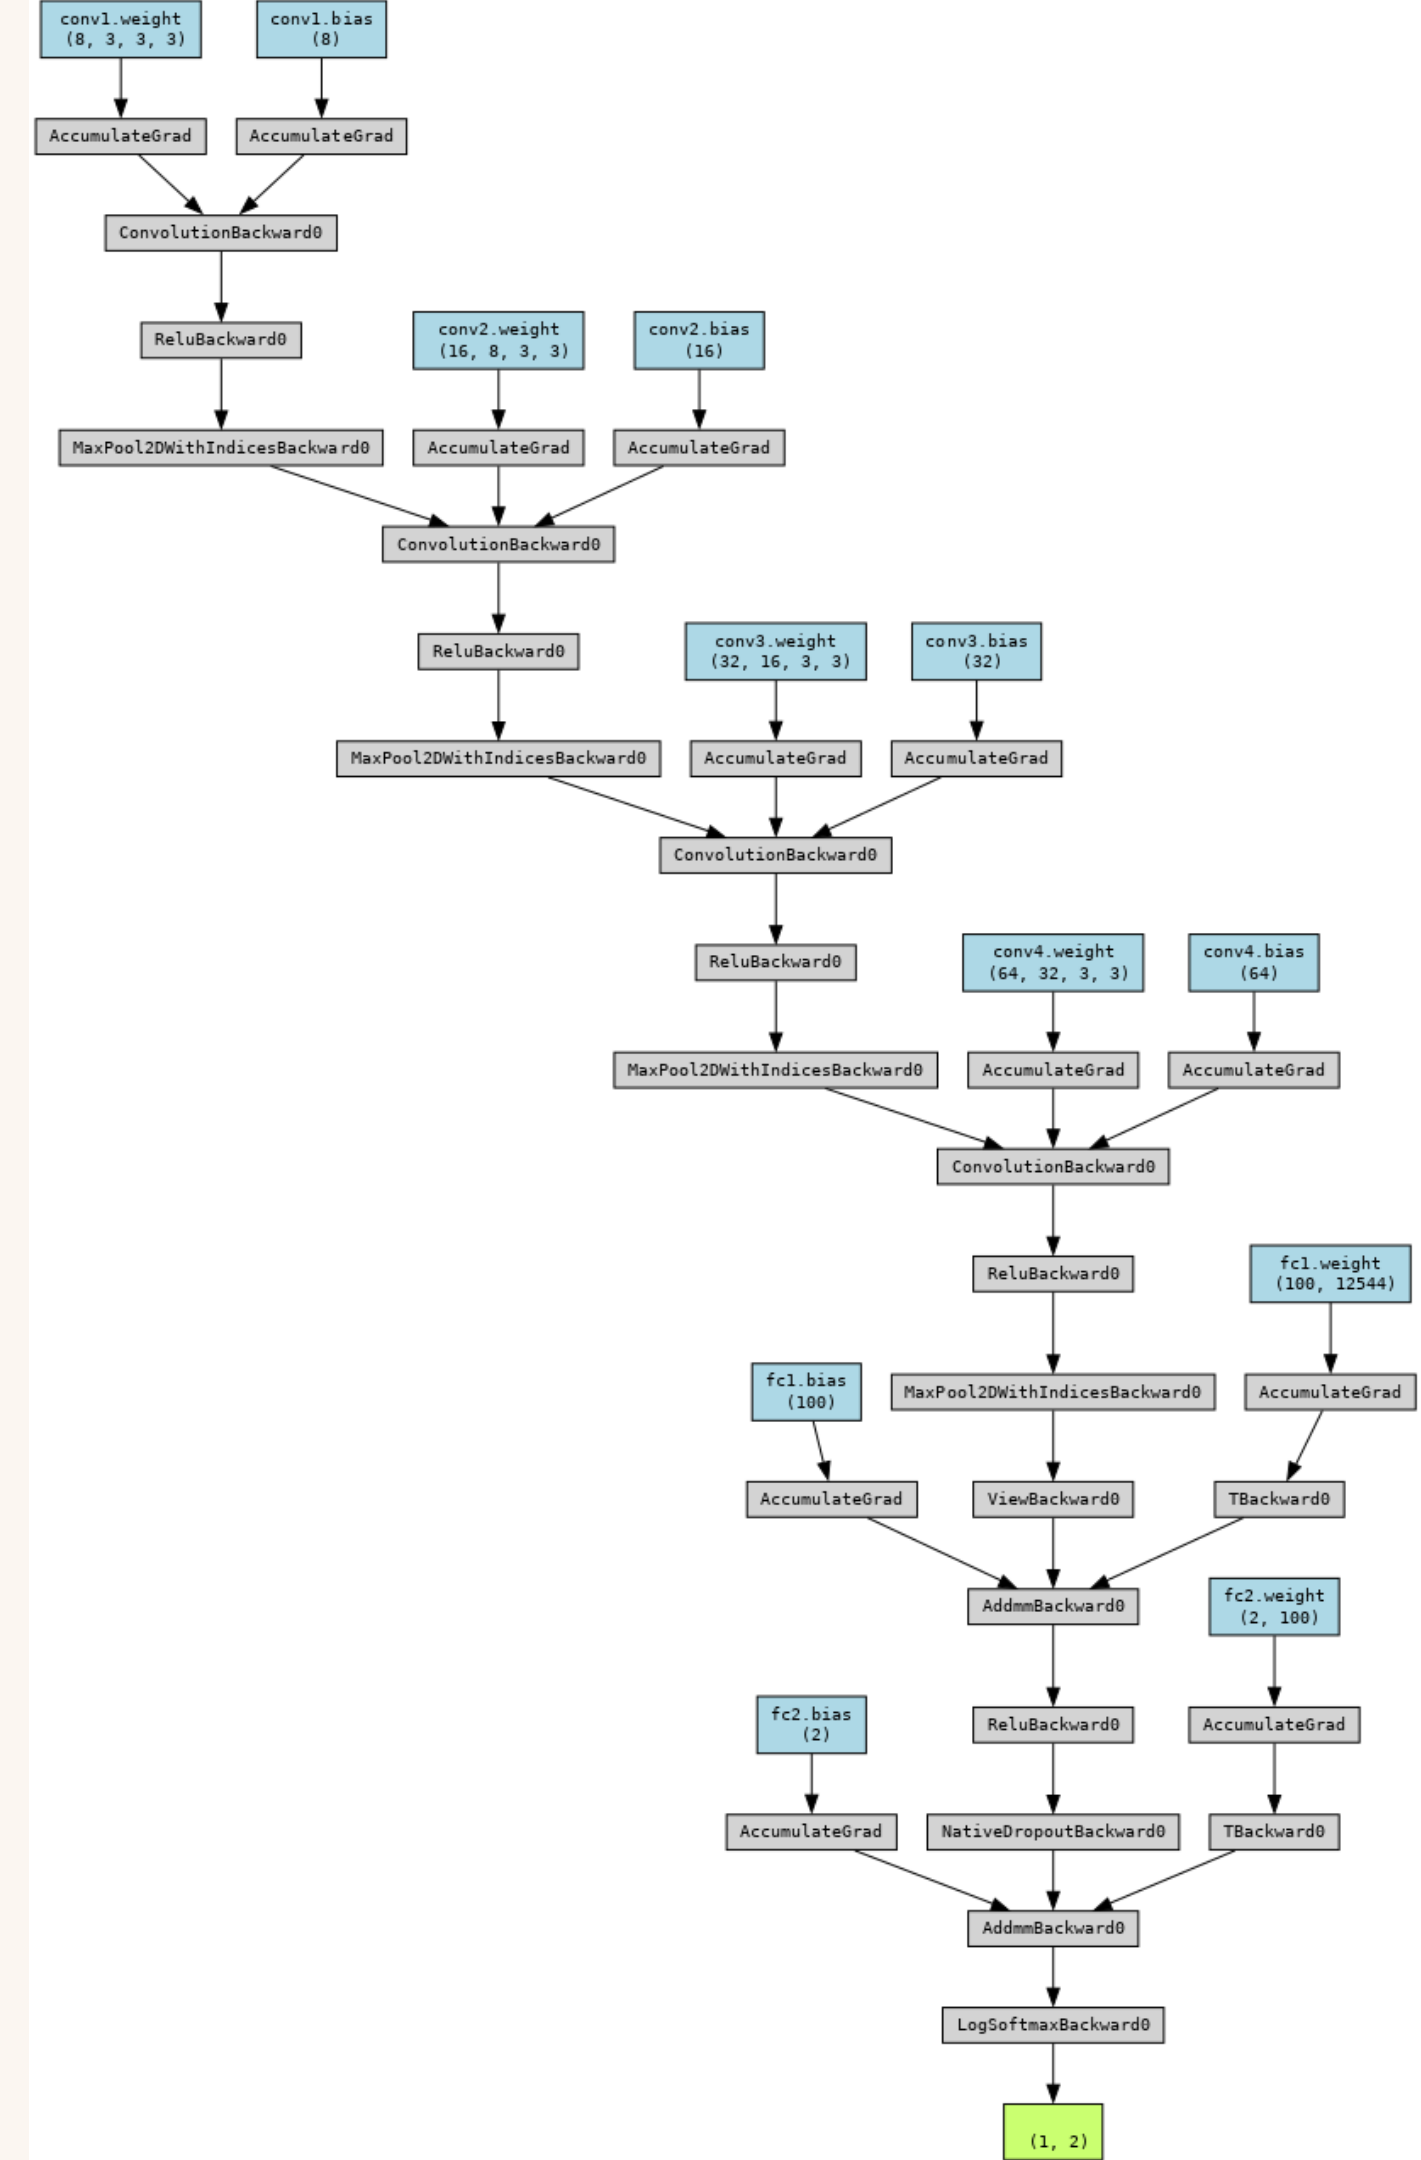 conv1.weight
(8, 3, 3, 3)
conv1.bias
(8)
AccumulateGrad
AccumulateGrad
ConvolutionBackward0
ReluBackward0
conv2.weight
(16, 8, 3, 3)
conv2.bias
(16)
MaxPool2DWithIndicesBackward0
AccumulateGrad
AccumulateGrad
ConvolutionBackward0
ReluBackward0
conv3.weight
(32, 16, 3, 3)
conv3.bias
(32)
MaxPool2DWithIndicesBackward0
AccumulateGrad
AccumulateGrad
ConvolutionBackward0
ReluBackward0
conv4.weight
(64, 32, 3, 3)
conv4.bias
(64)
MaxPool2DWithIndicesBackward0
AccumulateGrad
AccumulateGrad
ConvolutionBackward0
ReluBackward0
fc1.weight
(100, 12544)
fc1.bias
(100)
MaxPool2DWithIndicesBackward0
AccumulateGrad
AccumulateGrad
ViewBackward0
TBackward0
AddmmBackward0
fc2.weight
(2, 100)
fc2.bias
(2)
ReluBackward0
AccumulateGrad
AccumulateGrad
NativeDropoutBackward0
TBackward0
AddmmBackward0
LogSoftmaxBackward0
(1, 2)